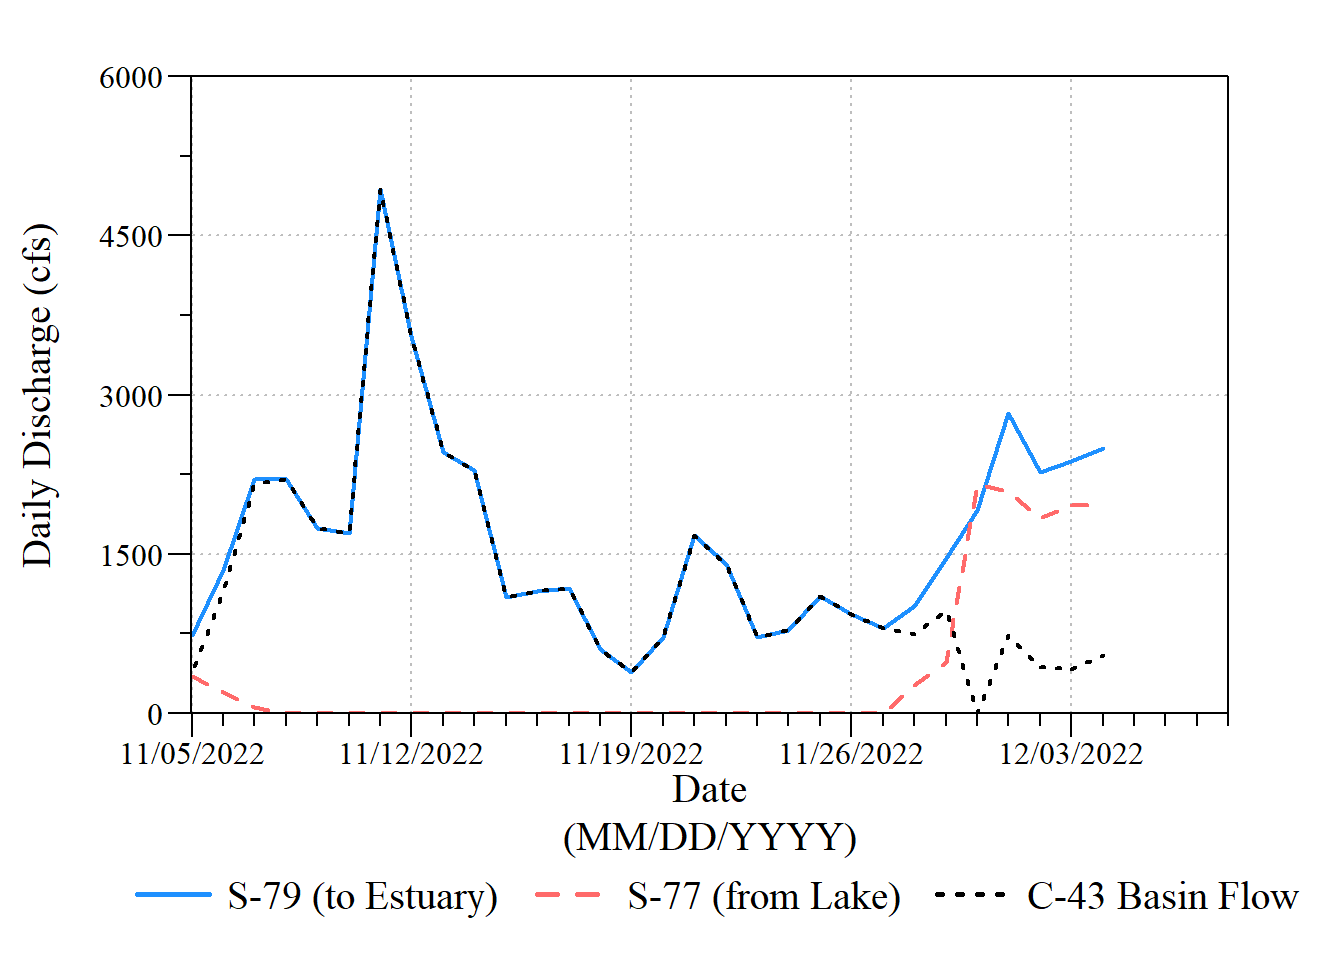 6000
4500
3000
1500
0
Daily Discharge (cfs)
11/05/2022 11/12/2022 11/19/2022 11/26/2022 12/03/2022
Date
(MM/DD/YYYY)
S-79 (to Estuary) S-77 (from Lake) C-43 Basin Flow